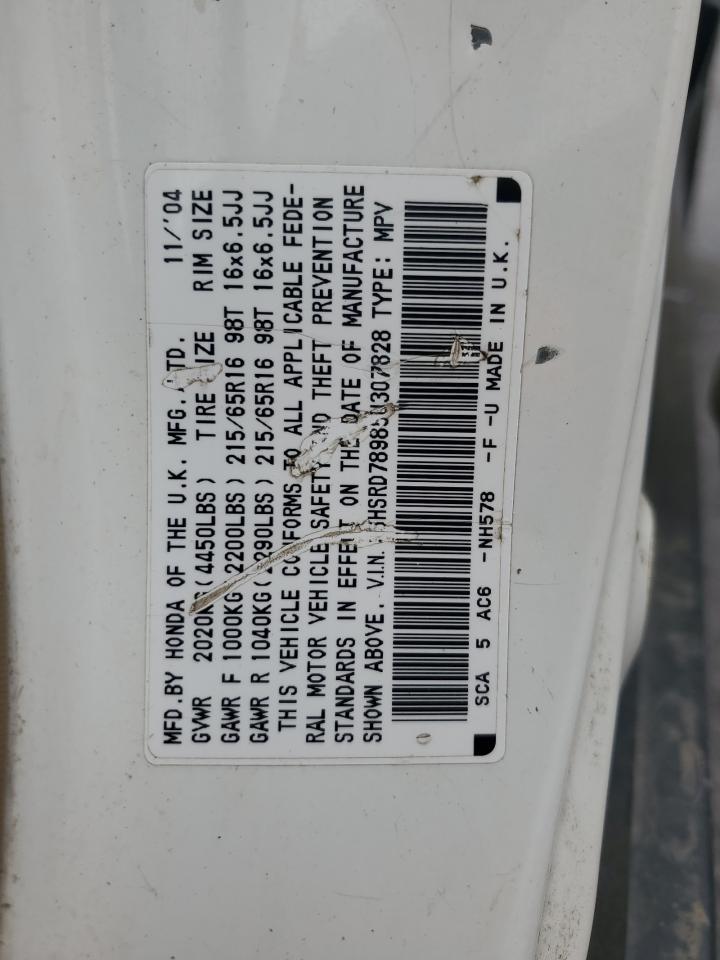 MFD.BY HONDA OF THE U.K. MFG. LTD. 11/'04
GVWR 2020KG(4450LBS) TIRE SIZE RIM SIZE
GAWR F 1000KG(2200LBS) 215/65R16 98T 16x6.5JJ
GAWR R 1040KG(2290LBS) 215/65R16 98T 16x6.5JJ
THIS VEHICLE CONFORMS TO ALL APPLICABLE FEDE-
RAL MOTOR VEHICLE SAFETY AND THEFT PREVENTION
STANDARDS IN EFFECT ON THE DATE OF MANUFACTURE
SHOWN ABOVE. V.I.N. TYPE: MPV
SCA 5 AC6 -NH578 -F -U MADE IN U.K.